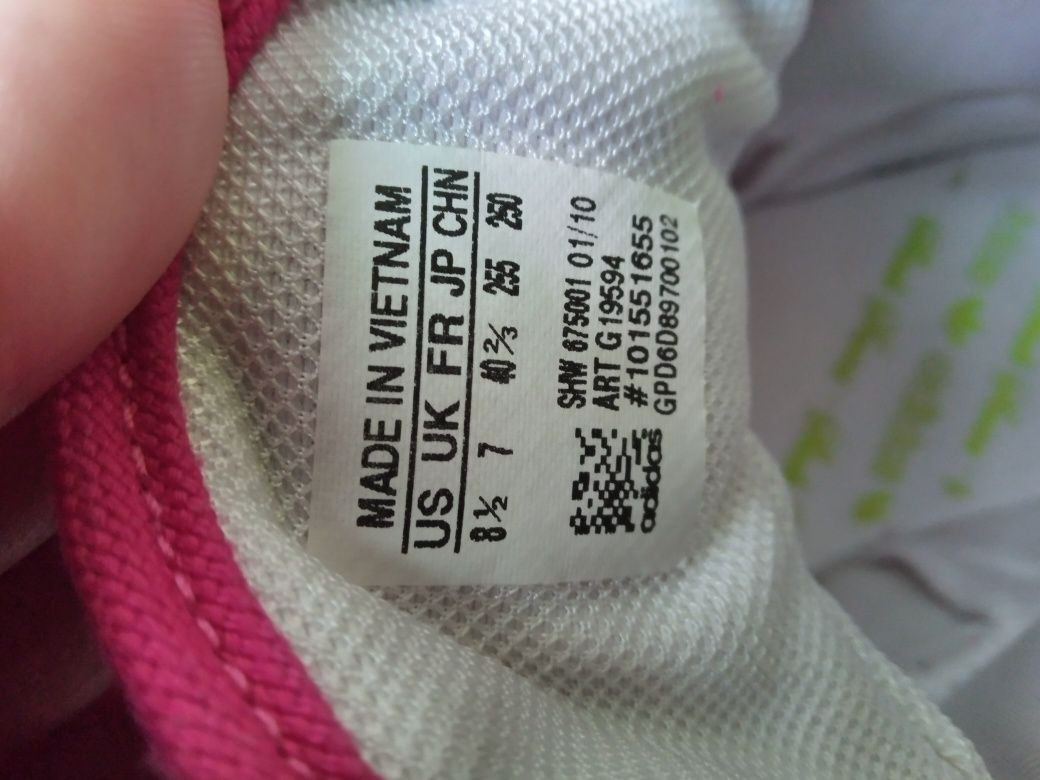 MADE IN VIETNAM
US UK FR JP CHN
8½ 7 40⅔ 255 250
SHW 675001 01/10
ART G19594
#101551655
GPD6D89700102
adidas